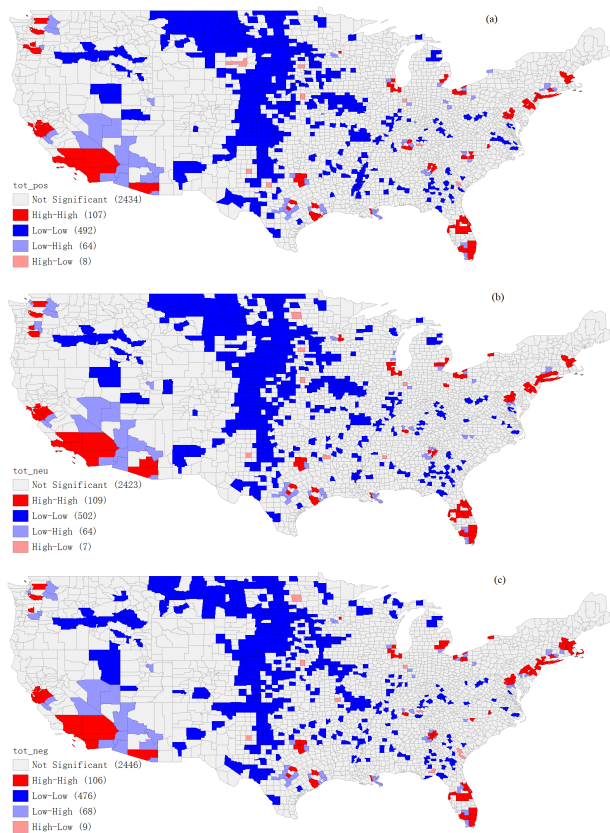 (a)
tot_pos
Not Significant (2434)
High-High (107)
Low-Low (492)
Low-High (64)
High-Low (8)
(b)
tot_neu
Not Significant (2423)
High-High (109)
Low-Low (502)
Low-High (64)
High-Low (7)
(c)
tot_neg
Not Significant (2446)
High-High (106)
Low-Low (476)
Low-High (68)
High-Low (9)